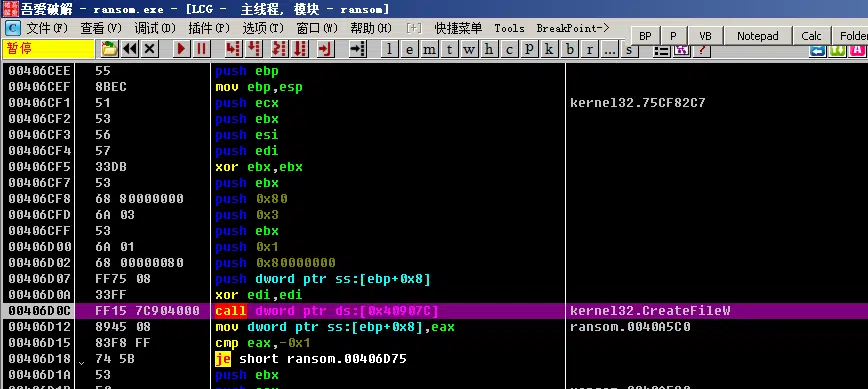 吾爱破解 - ransom.exe - [LCG - 主线程, 模块 - ransom]
文件(F) 查看(V) 调试(D) 插件(P) 选项(T) 窗口(W) 帮助(H) [+] 快捷菜单 Tools BreakPoint-> BP P VB Notepad Calc Folder
暂停 l e m t w h c p k b r ... s ?
00406CEE 55 push ebp
00406CEF 8BEC mov ebp,esp
00406CF1 51 push ecx kernel32.75CF82C7
00406CF2 53 push ebx
00406CF3 56 push esi
00406CF4 57 push edi
00406CF5 33DB xor ebx,ebx
00406CF7 53 push ebx
00406CF8 68 80000000 push 0x80
00406CFD 6A 03 push 0x3
00406CFF 53 push ebx
00406D00 6A 01 push 0x1
00406D02 68 00000080 push 0x80000000
00406D07 FF75 08 push dword ptr ss:[ebp+0x8]
00406D0A 33FF xor edi,edi
00406D0C FF15 7C904000 call dword ptr ds:[0x40907C] kernel32.CreateFileW
00406D12 8945 08 mov dword ptr ss:[ebp+0x8],eax ransom.0040A5C0
00406D15 83F8 FF cmp eax,-0x1
00406D18 74 5B je short ransom.00406D75
00406D1A 53 push ebx